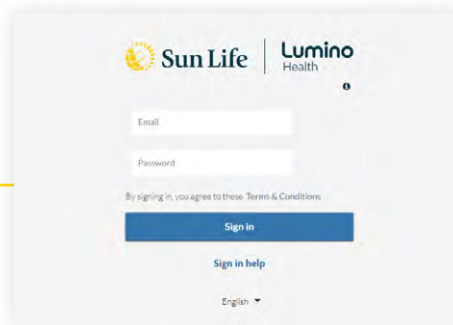 Sun Life
Lumino
Health
Email
Password
By signing in, you agree to these Terms & Conditions
Sign in
Sign in help
English